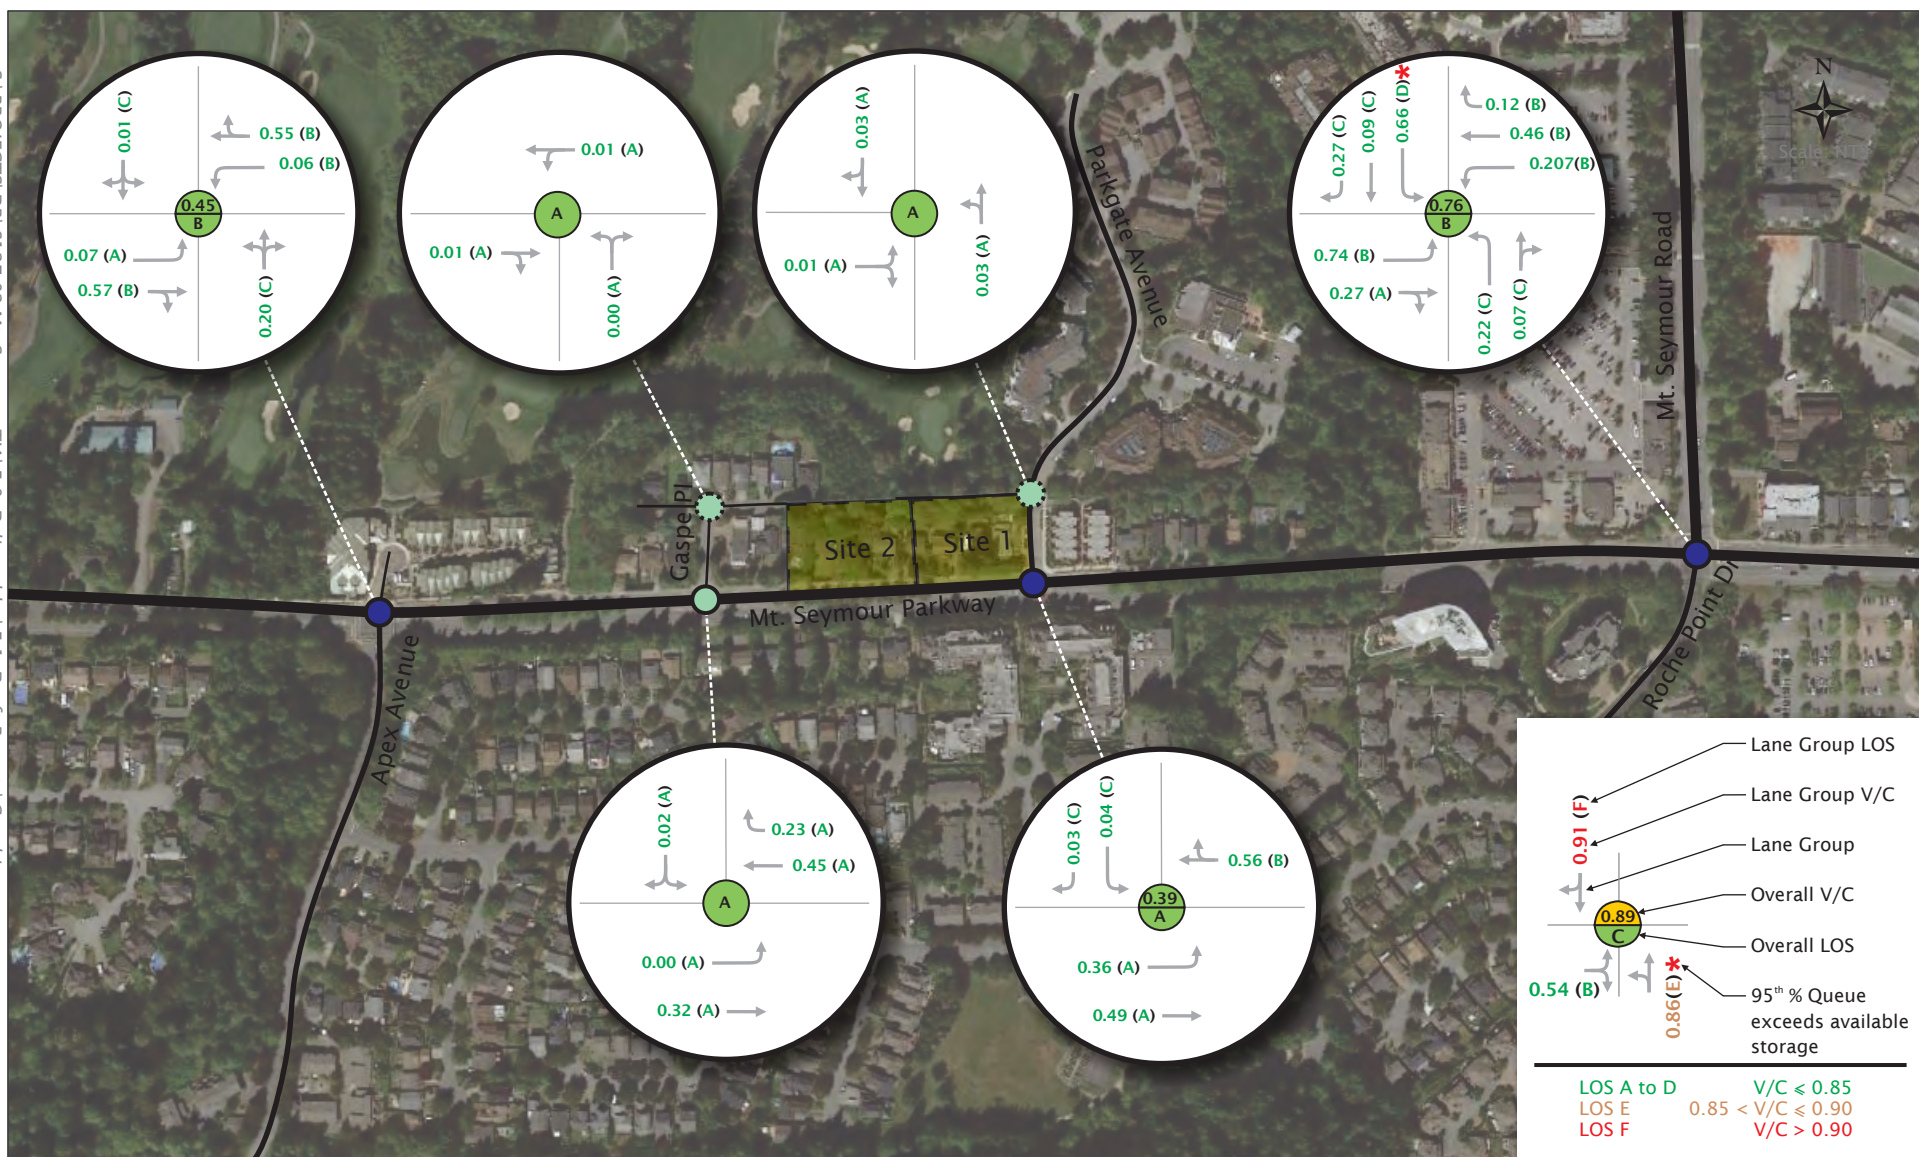 0.01 (C)
0.55 (B)
0.06 (B)
0.45
B
0.07 (A)
0.57 (B)
0.20 (C)
0.01 (A)
A
0.01 (A)
0.00 (A)
0.03 (A)
A
0.01 (A)
0.03 (A)
0.27 (C)
0.09 (C)
0.66 (D)*
0.12 (B)
0.46 (B)
0.207(B)
0.76
B
0.74 (B)
0.27 (A)
0.22 (C)
0.07 (C)
N
Scale: NTS
Parkgate Avenue
Mt. Seymour Road
Gaspe Pl
Site 2
Site 1
Mt. Seymour Parkway
Apex Avenue
Roche Point Dr
0.02 (A)
0.23 (A)
0.45 (A)
A
0.00 (A)
0.32 (A)
0.03 (C)
0.04 (C)
0.56 (B)
0.39
A
0.36 (A)
0.49 (A)
Lane Group LOS
0.91 (F)
Lane Group V/C
Lane Group
0.89
C
Overall V/C
Overall LOS
0.54 (B)
0.86(E)*
95th % Queue
exceeds available
storage
LOS A to D V/C ⩽ 0.85
LOS E 0.85 < V/C ⩽ 0.90
LOS F V/C > 0.90